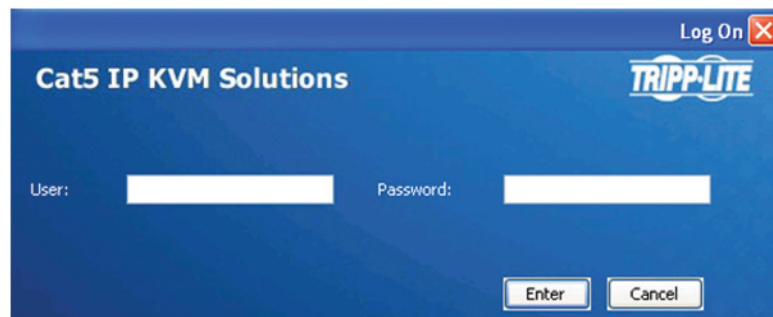 Log On
Cat5 IP KVM Solutions
TRIPP·LITE
User:
Password:
Enter
Cancel